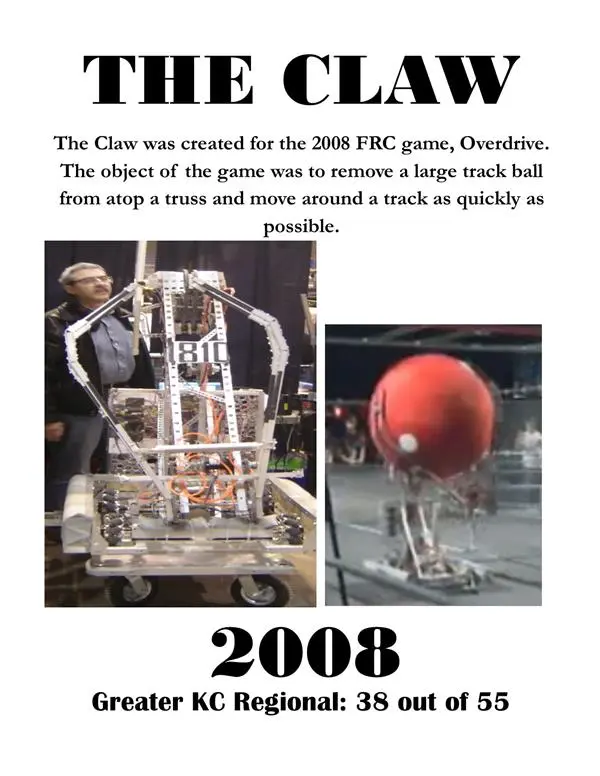 THE CLAW
The Claw was created for the 2008 FRC game, Overdrive.
The object of the game was to remove a large track ball
from atop a truss and move around a track as quickly as
possible.
1810
2008
Greater KC Regional: 38 out of 55